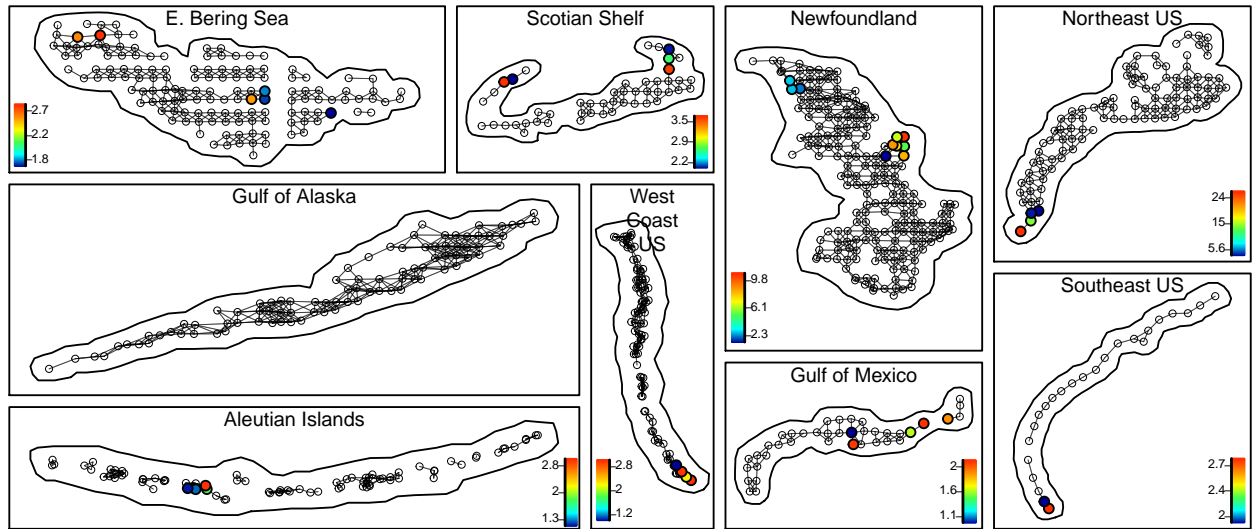 E. Bering Sea
2.7
2.2
1.8
Scotian Shelf
3.5
2.9
2.2
Newfoundland
9.8
6.1
2.3
Northeast US
24
15
5.6
Gulf of Alaska
West
Coast
US
2.8
2
1.2
Southeast US
2.7
2.4
2
Gulf of Mexico
2
1.6
1.1
Aleutian Islands
2.8
2
1.3